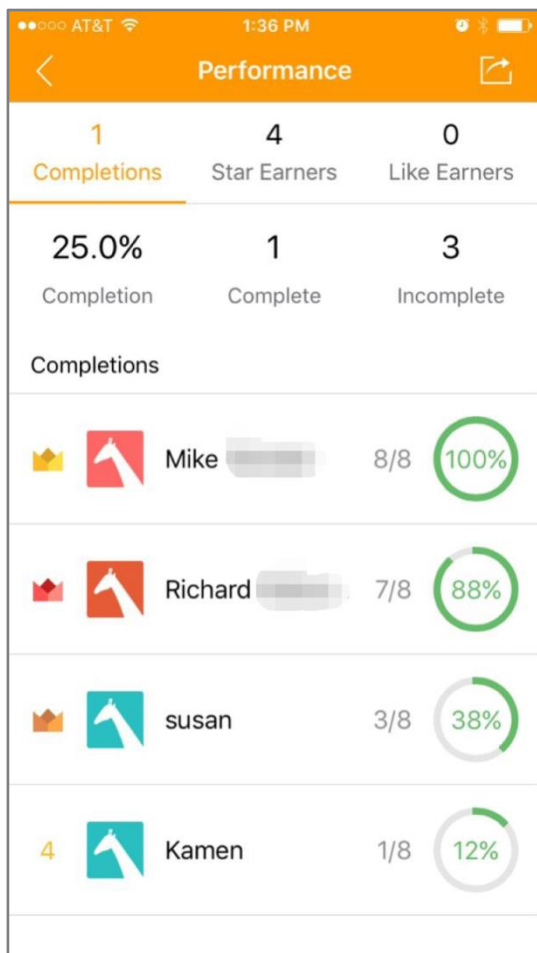 AT&T 1:36 PM
Performance
1 4 0
Completions Star Earners Like Earners
25.0% 1 3
Completion Complete Incomplete
Completions
Mike 8/8 100%
Richard 7/8 88%
susan 3/8 38%
4 Kamen 1/8 12%